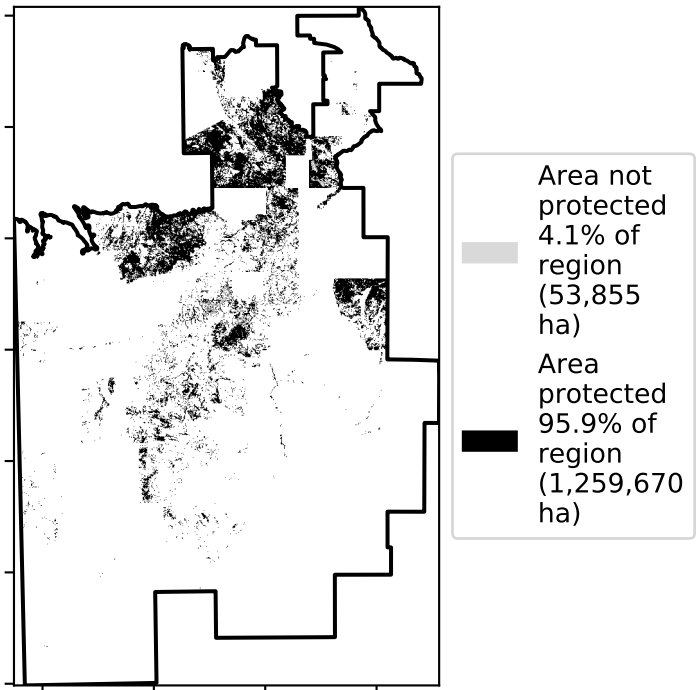 Area not
protected
4.1% of
region
(53,855
ha)
Area
protected
95.9% of
region
(1,259,670
ha)